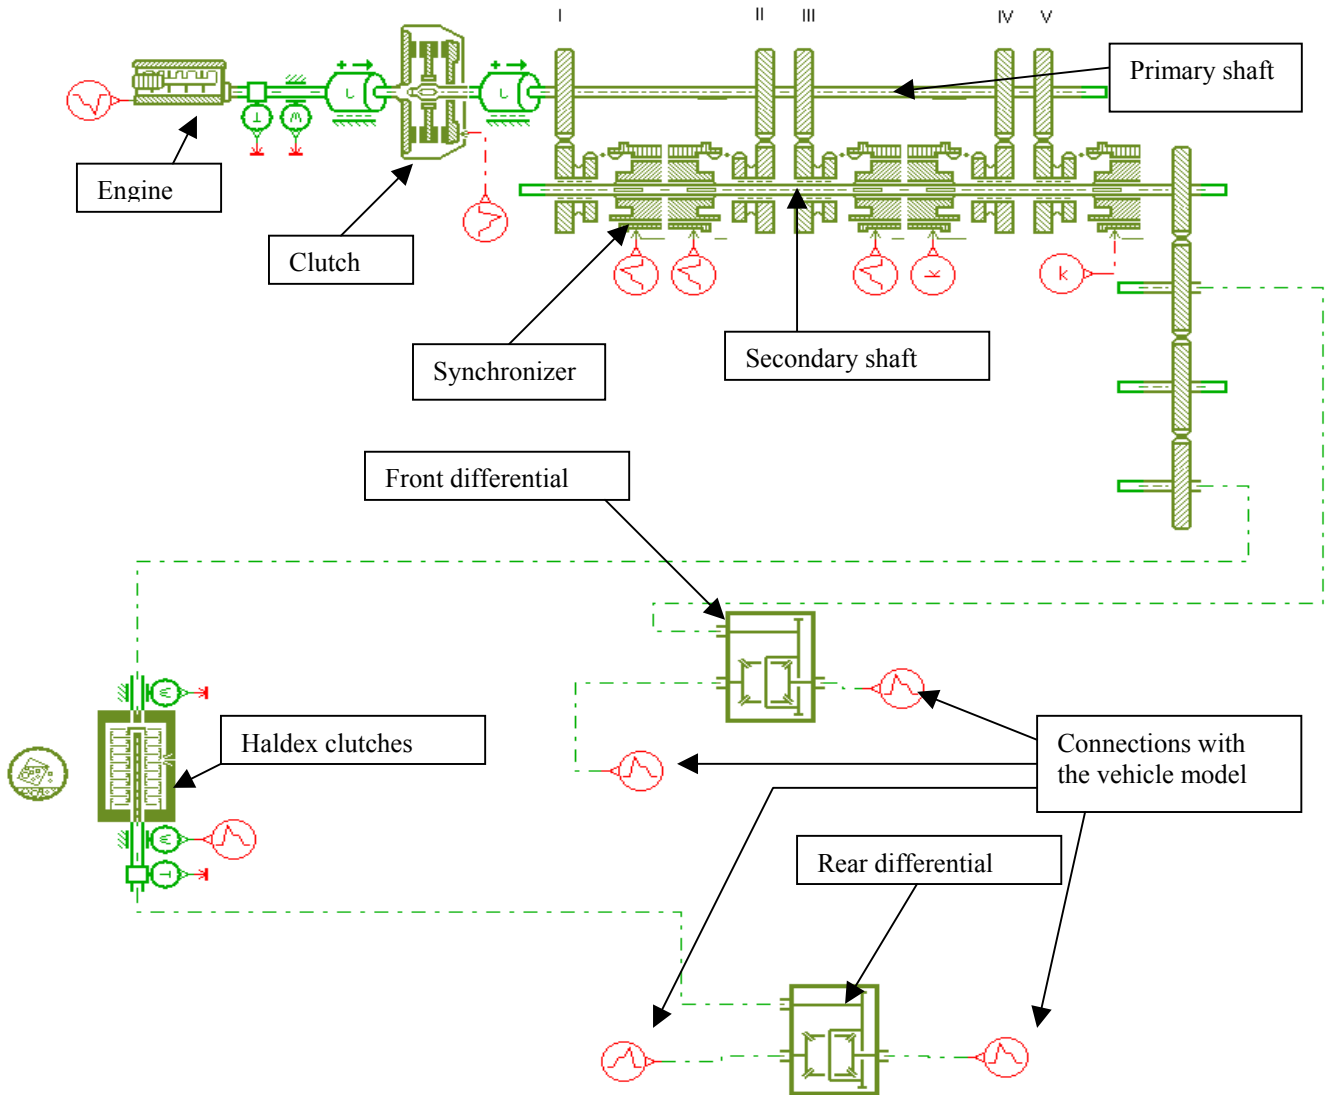 I II III IV V
Primary shaft
Engine
Clutch
k
k
Synchronizer
Secondary shaft
Front differential
Haldex clutches
Connections with
the vehicle model
Rear differential